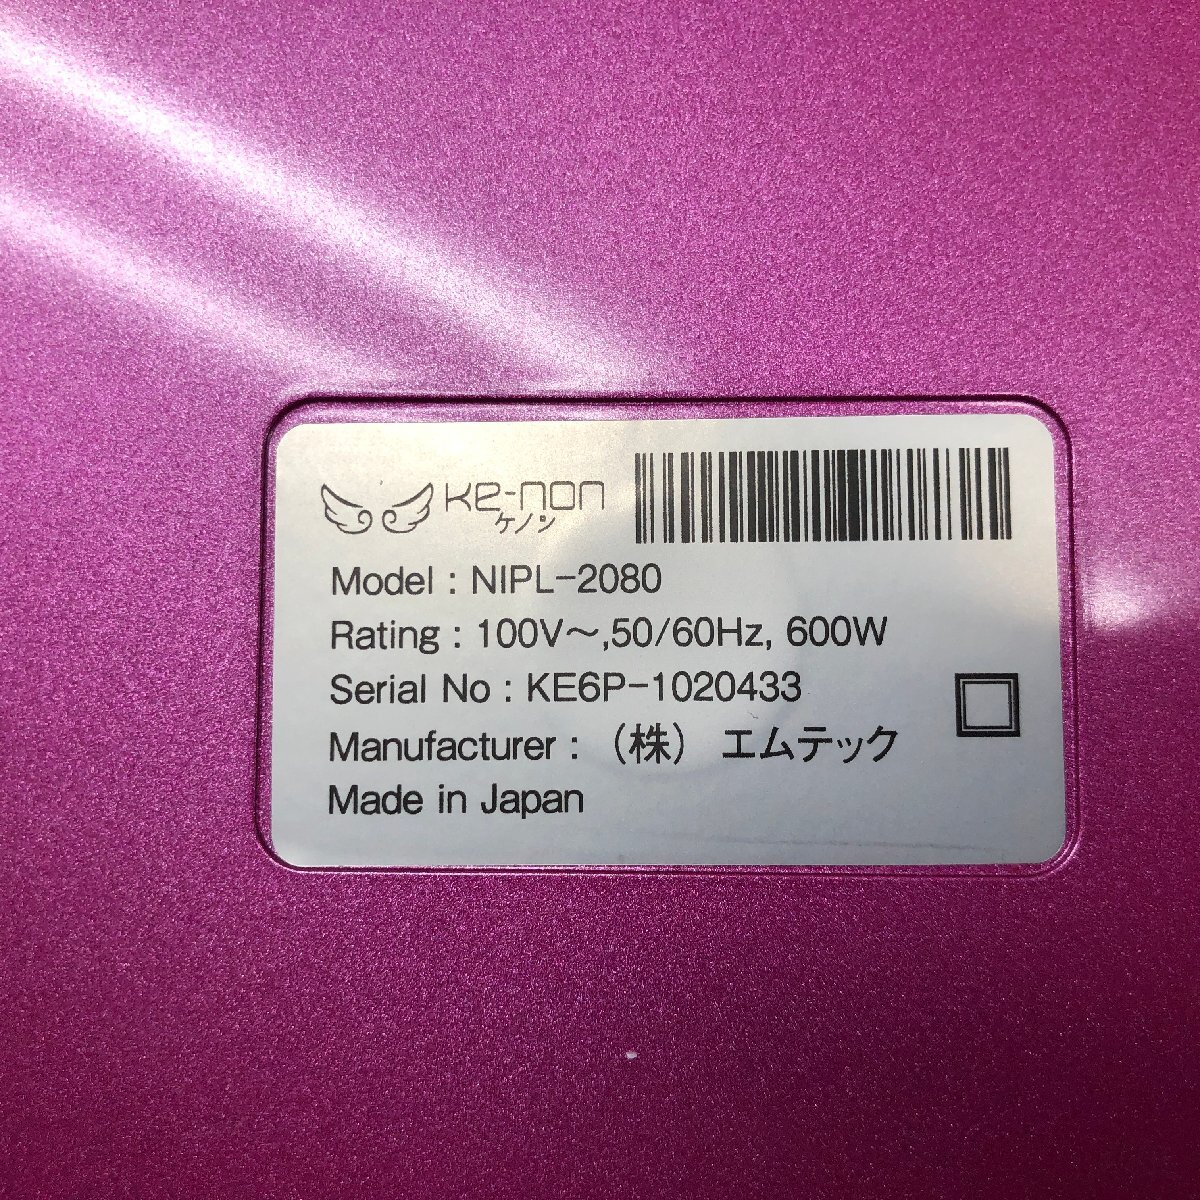 Ke-non
ケノン
Model : NIPL-2080
Rating : 100V～,50/60Hz, 600W
Serial No : KE6P-1020433
Manufacturer : （株） エムテック
Made in Japan